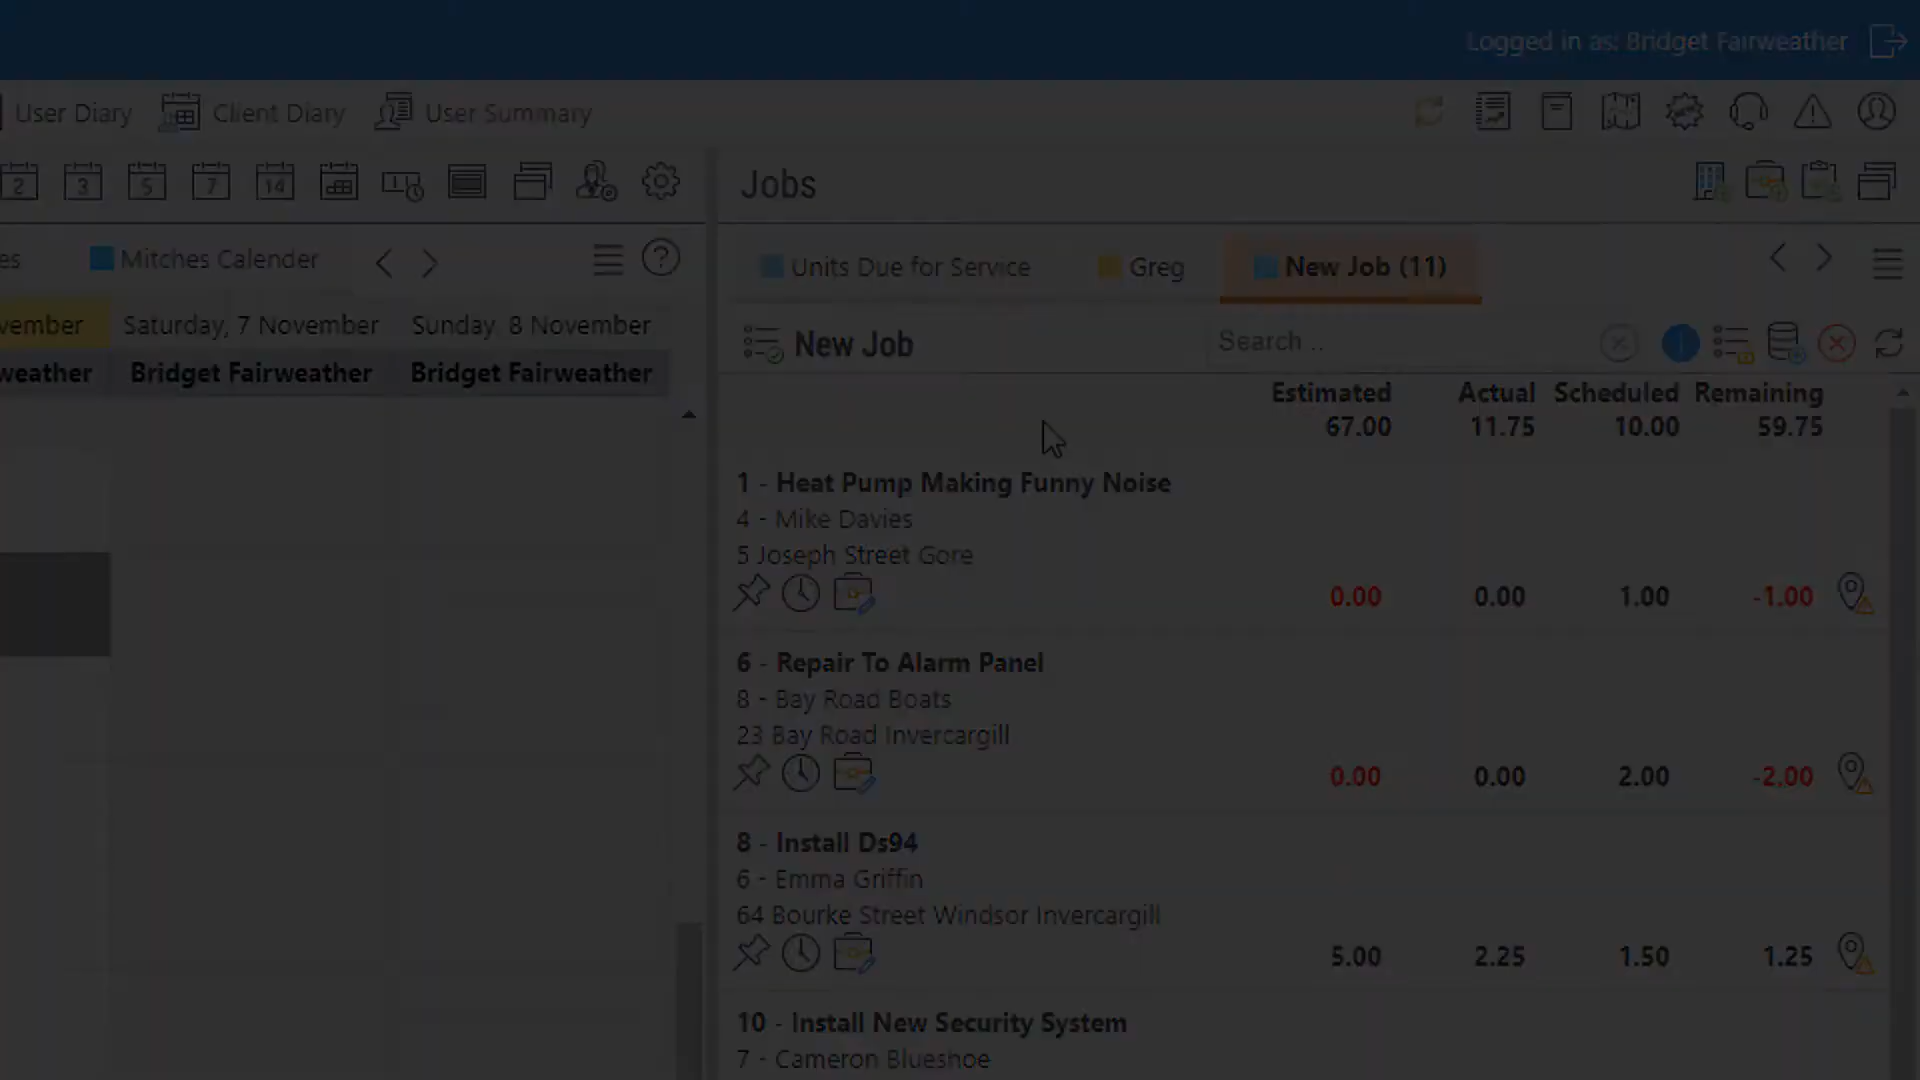 Logged in as: Bridget Fairweather
User Diary Client Diary User Summary
2 3 5 7 14
Jobs
es Mitches Calender
Units Due for Service Greg New Job (11)
vember Saturday, 7 November Sunday, 8 November
New Job Search ..
weather Bridget Fairweather Bridget Fairweather
Estimated Actual Scheduled Remaining
67.00 11.75 10.00 59.75
1 - Heat Pump Making Funny Noise
4 - Mike Davies
5 Joseph Street Gore
0.00 0.00 1.00 -1.00
6 - Repair To Alarm Panel
8 - Bay Road Boats
23 Bay Road Invercargill
0.00 0.00 2.00 -2.00
8 - Install Ds94
6 - Emma Griffin
64 Bourke Street Windsor Invercargill
5.00 2.25 1.50 1.25
10 - Install New Security System
7 - Cameron Blueshoe